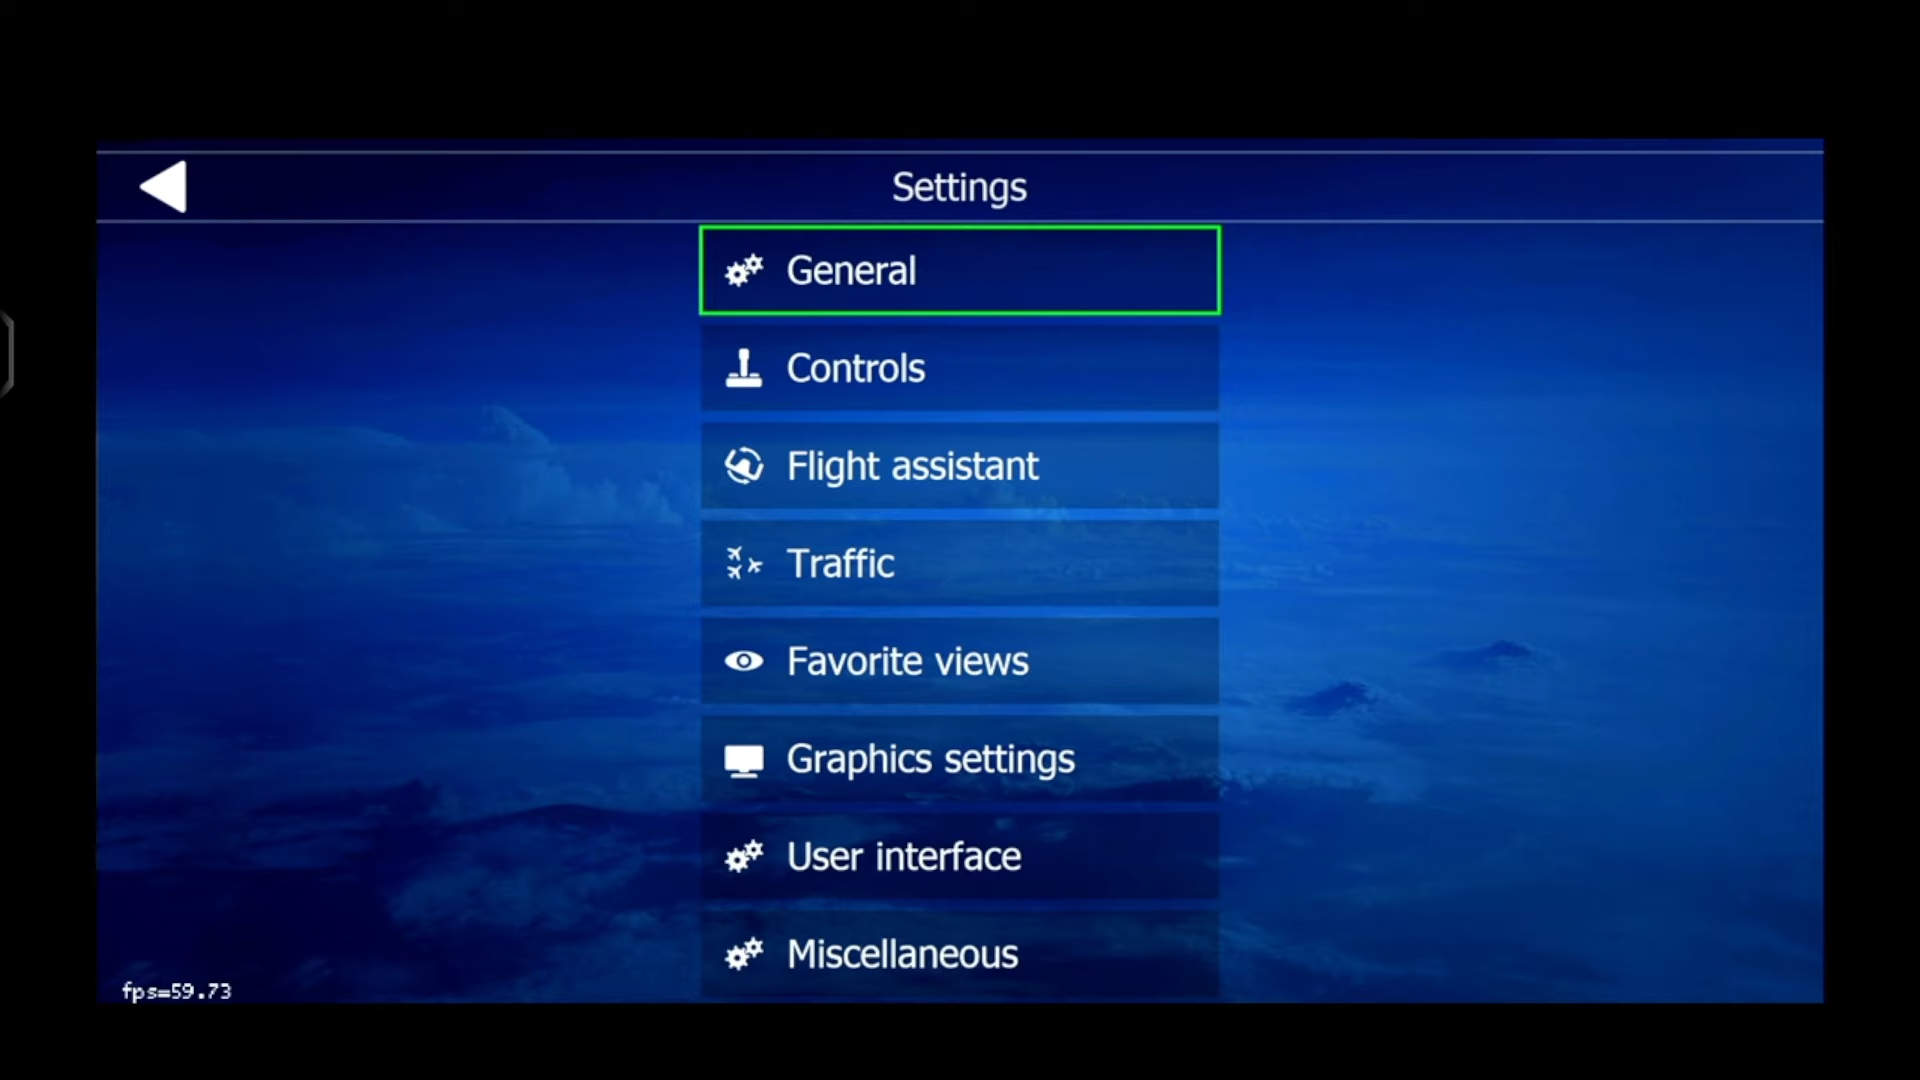 Settings
General
Controls
Flight assistant
Traffic
Favorite views
Graphics settings
User interface
Miscellaneous
fps=59.73